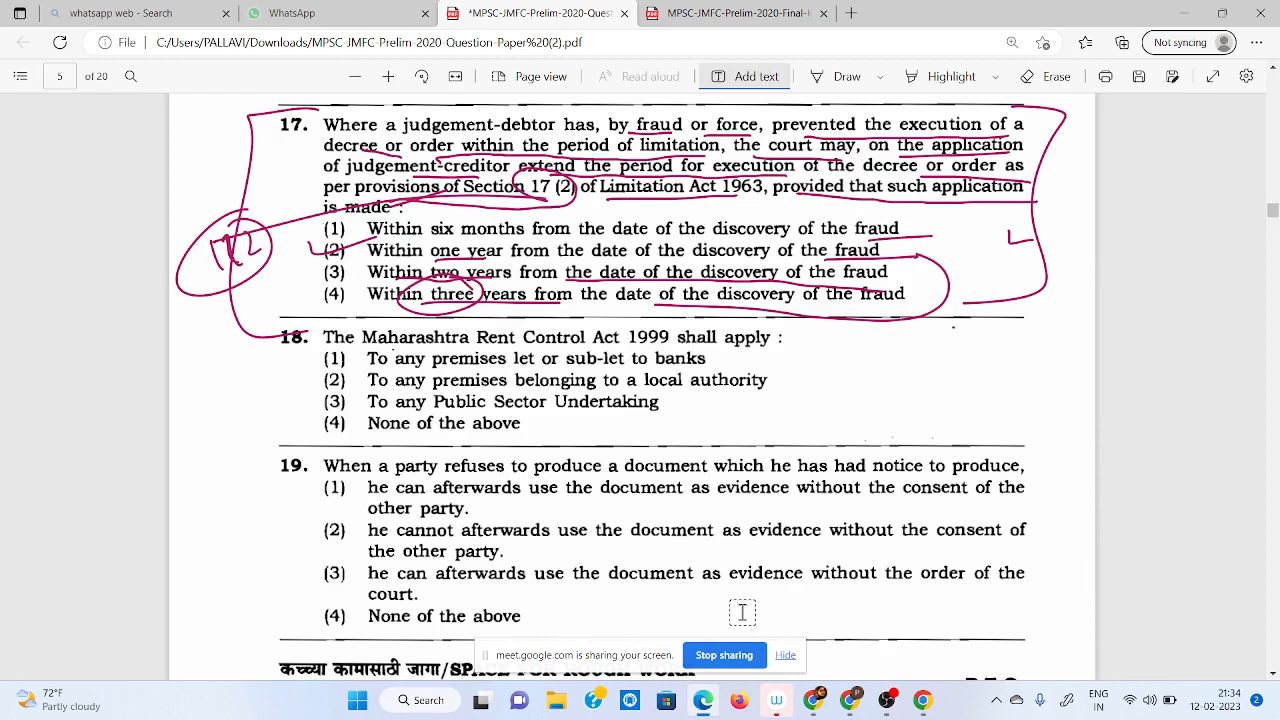 whatsapp web - Search
WhatsApp
*MPSC-JMFC-Prelim-2020-Quest
MPSC-JMFC-Prelim-2020-Final-K
File
C:/Users/PALLAVI/Downloads/MPSC JMFC-Prelim-2020-Question-Paper%20(2).pdf
Not syncing
5 of 20
Page view
Read aloud
Add text
Draw
Highlight
Erase
17. Where a judgement-debtor has, by fraud or force, prevented the execution of a
decree or order within the period of limitation, the court may, on the application
of judgement-creditor extend the period for execution of the decree or order as
per provisions of Section 17 (2) of Limitation Act 1963, provided that such application
is made :
(1) Within six months from the date of the discovery of the fraud
(2) Within one year from the date of the discovery of the fraud
(3) Within two years from the date of the discovery of the fraud
(4) Within three years from the date of the discovery of the fraud
18. The Maharashtra Rent Control Act 1999 shall apply :
(1) To any premises let or sub-let to banks
(2) To any premises belonging to a local authority
(3) To any Public Sector Undertaking
(4) None of the above
19. When a party refuses to produce a document which he has had notice to produce,
(1) he can afterwards use the document as evidence without the consent of the
other party.
(2) he cannot afterwards use the document as evidence without the consent of
the other party.
(3) he can afterwards use the document as evidence without the order of the
court.
(4) None of the above
meet.google.com is sharing your screen.
Stop sharing
Hide
कच्च्या कामासाठी जागा/SPACE FOR ROUGH WORK
72°F
Partly cloudy
Search
ENG
IN
21:34
12-02-2023
2